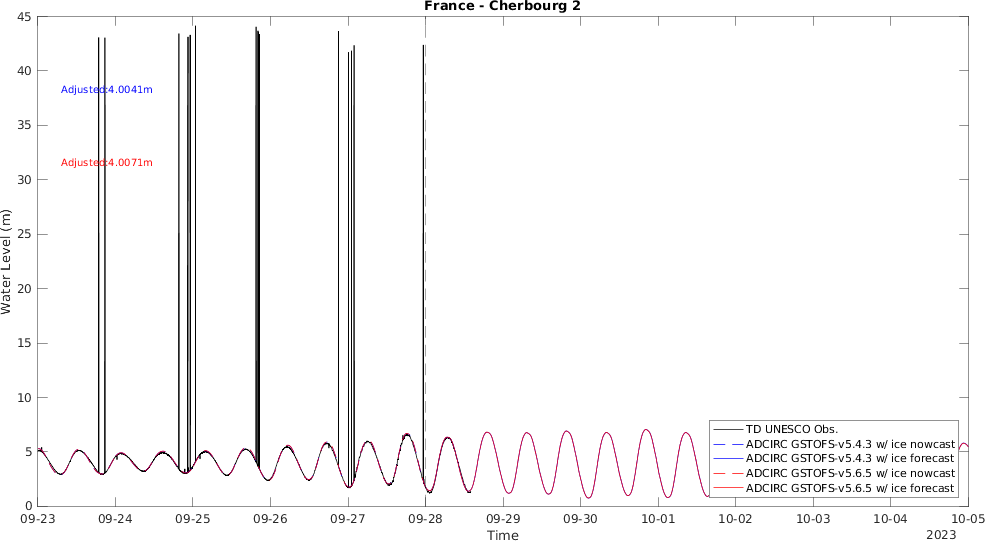 France - Cherbourg 2
45
40
35
30
25
20
15
10
5
0
Water Level (m)
Adjusted:4.0041m
Adjusted:4.0071m
TD UNESCO Obs.
ADCIRC GSTOFS-v5.4.3 w/ ice nowcast
ADCIRC GSTOFS-v5.4.3 w/ ice forecast
ADCIRC GSTOFS-v5.6.5 w/ ice nowcast
ADCIRC GSTOFS-v5.6.5 w/ ice forecast
09-23 09-24 09-25 09-26 09-27 09-28 09-29 09-30 10-01 10-02 10-03 10-04 10-05
Time
2023